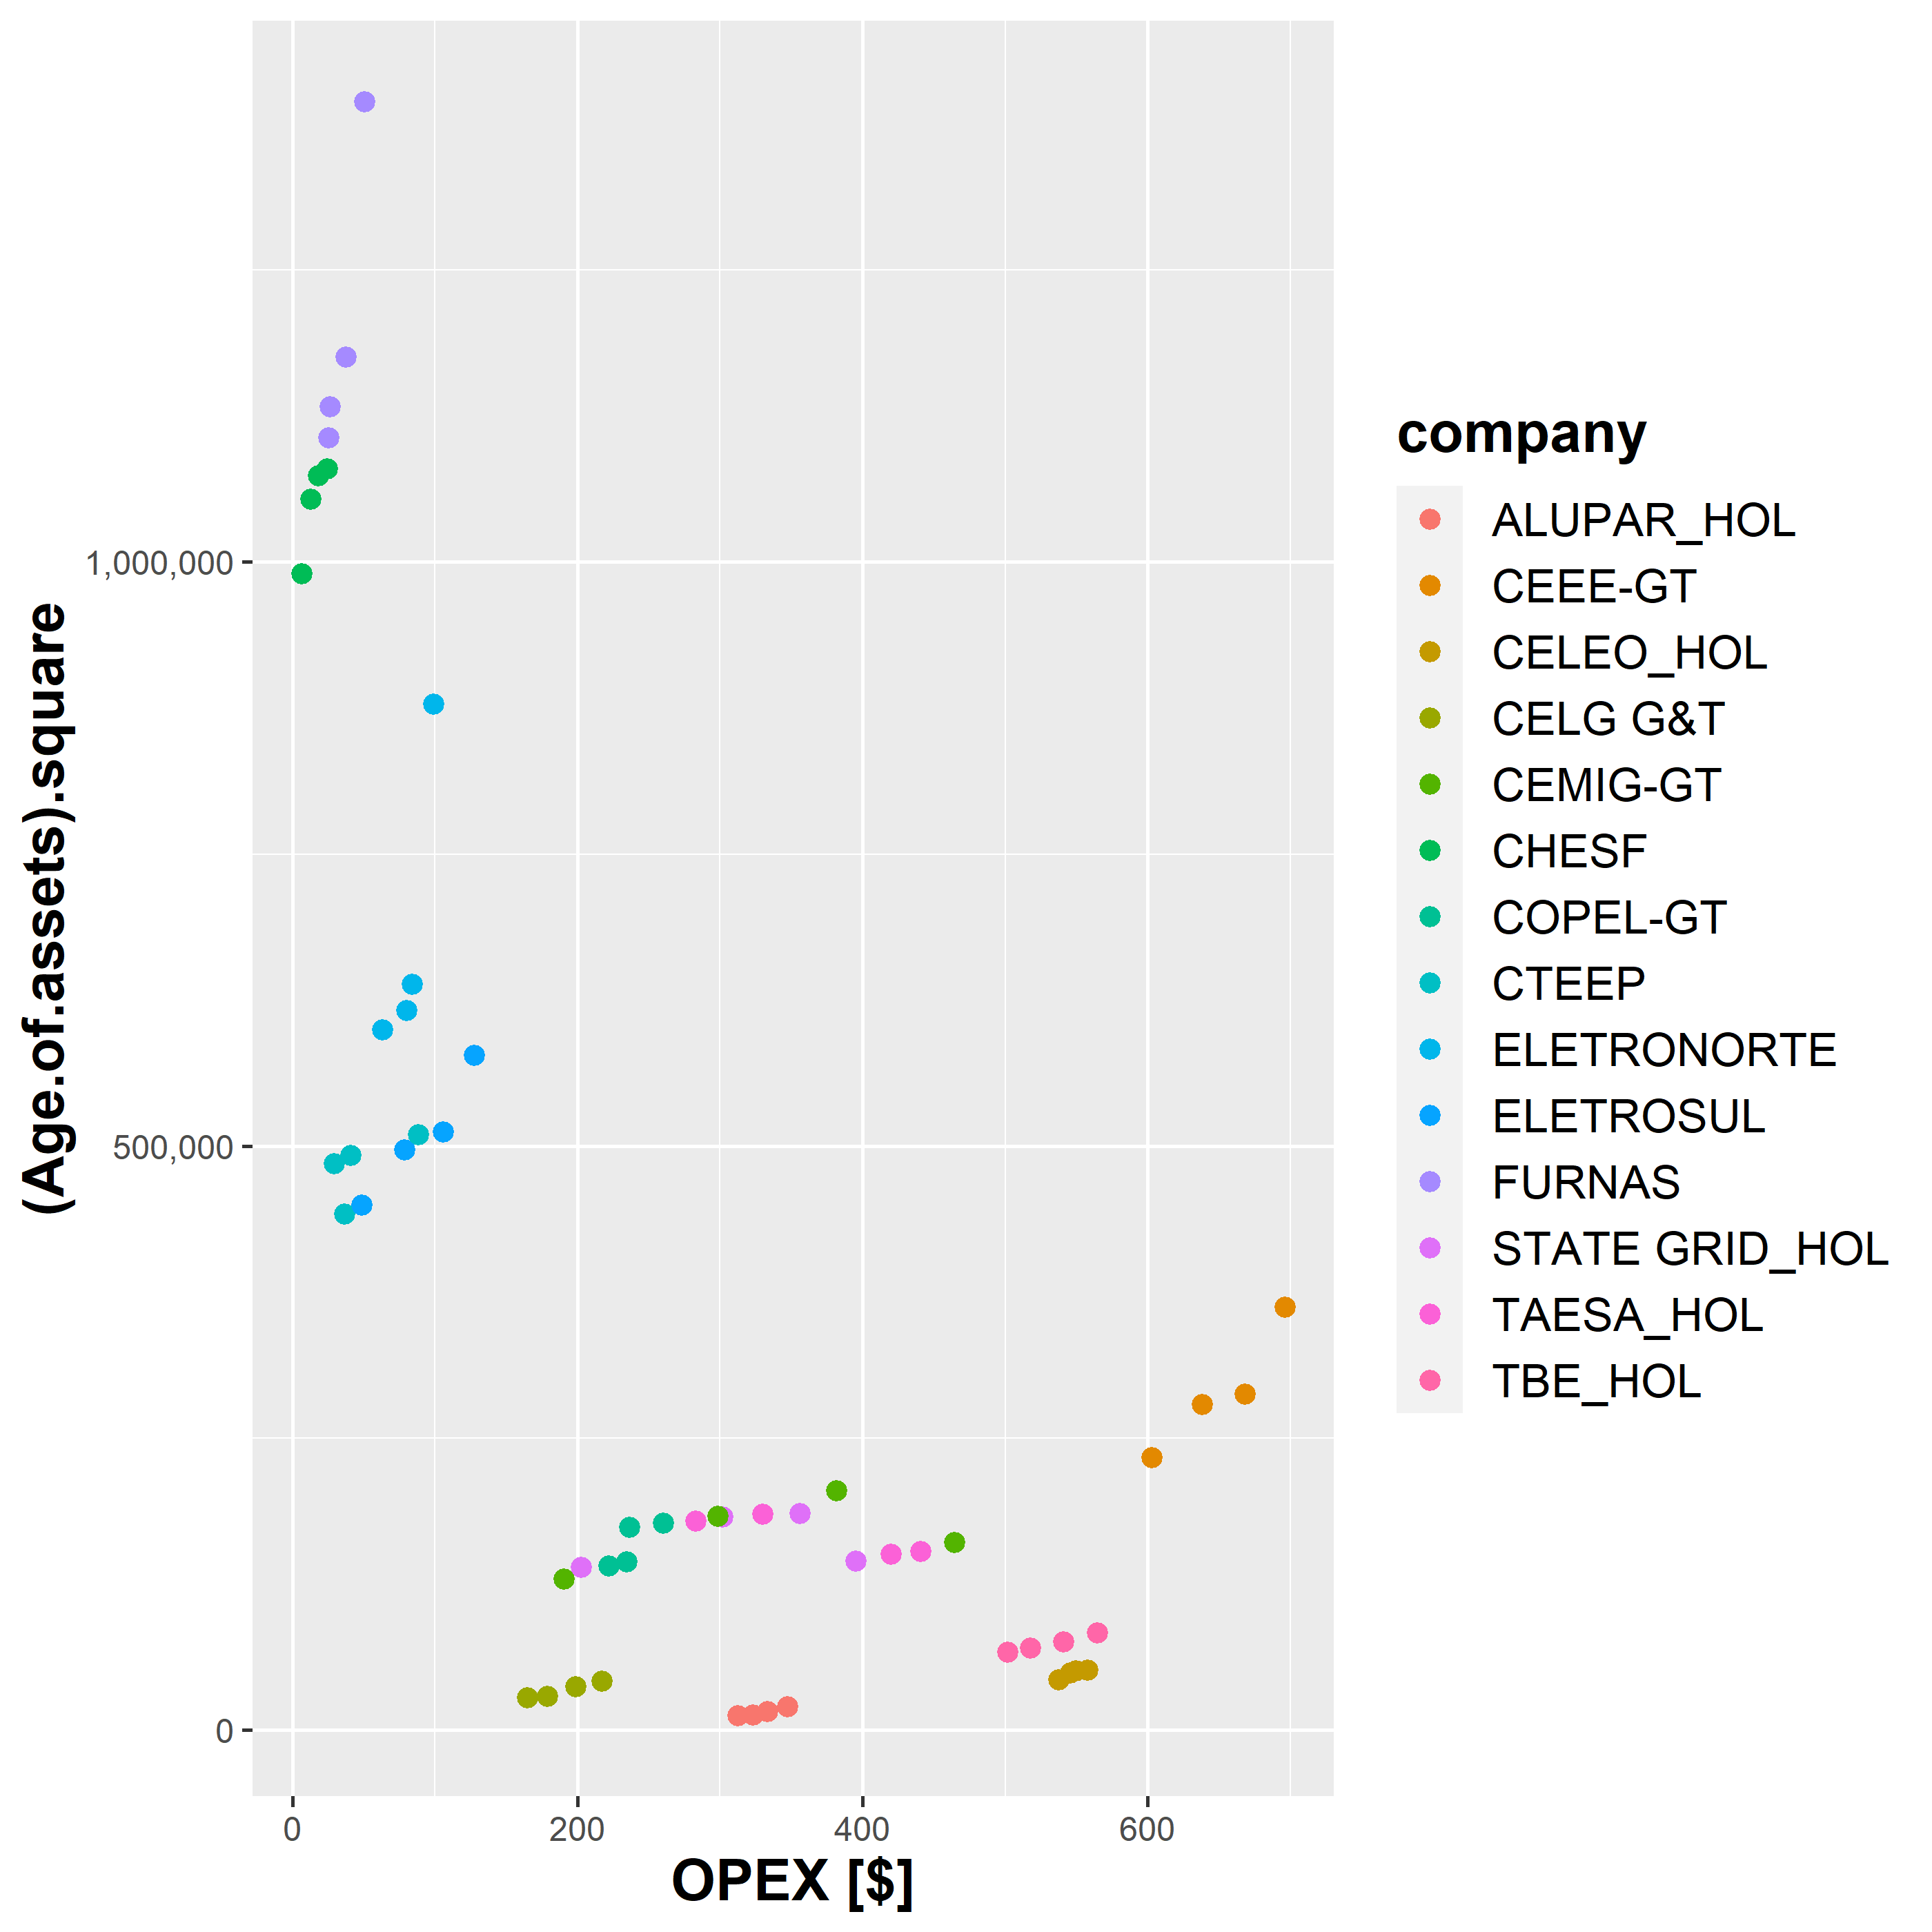 (Age.of.assets).square
1,000,000
500,000
0
0
200
400
600
OPEX [$]
company
ALUPAR_HOL
CEEE-GT
CELEO_HOL
CELG G&T
CEMIG-GT
CHESF
COPEL-GT
CTEEP
ELETRONORTE
ELETROSUL
FURNAS
STATE GRID_HOL
TAESA_HOL
TBE_HOL